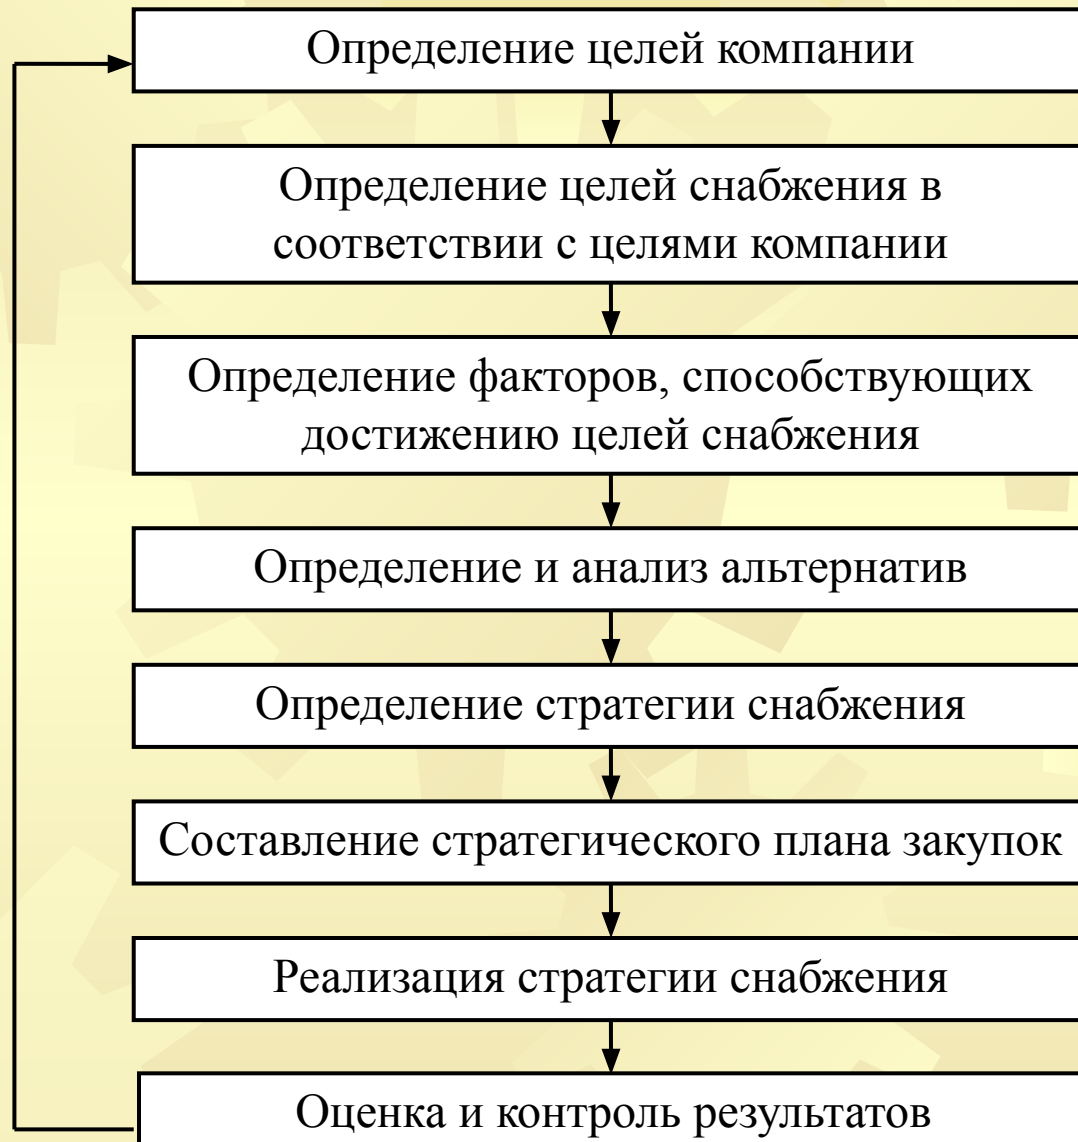 Определение целей компании
Определение целей снабжения в
соответствии с целями компании
Определение факторов, способствующих
достижению целей снабжения
Определение и анализ альтернатив
Определение стратегии снабжения
Составление стратегического плана закупок
Реализация стратегии снабжения
Оценка и контроль результатов